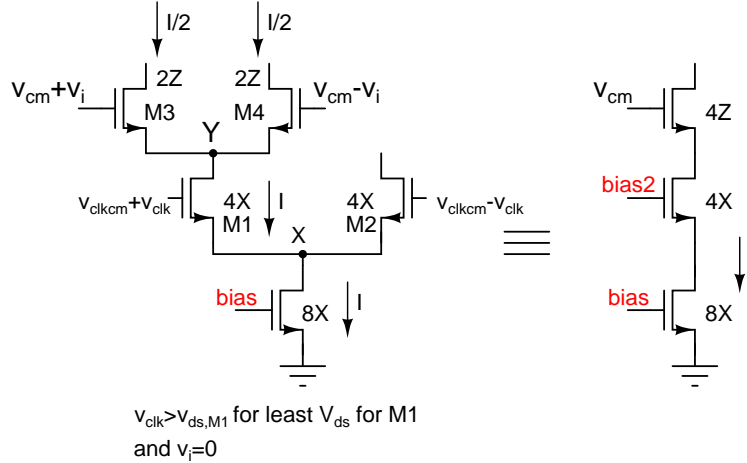 I/2 I/2
2Z 2Z
v_cm+v_i M3 M4 v_cm-v_i v_cm 4Z
Y
bias2 4X
v_clkcm+v_clk 4X M1 I 4X M2 v_clkcm-v_clk
X
bias 8X I bias 8X
v_clk>v_ds,M1 for least V_ds for M1
and v_i=0